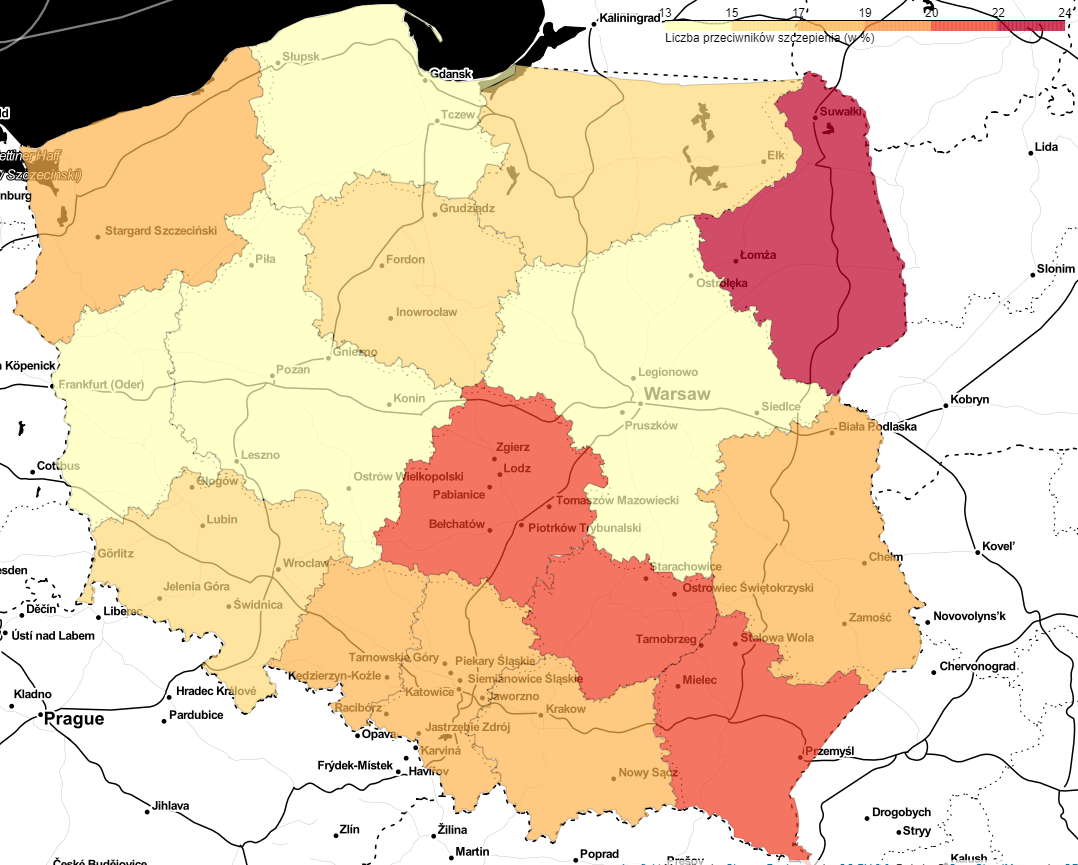 Kaliningrad
13 15 17 19 20 22 24
Liczba przeciwników szczepienia (w %)
Słupsk
Gdansk
Tczew
Suwałki
ld
Lida
ettiner Haff
Ełk
nburg
Grudziądz
Stargard Szczeciński
Piła
Fordon
Łomża
Slonim
Ostrołęka
Inowrocław
Gniezno
n Köpenick
Pozan
Legionowo
Frankfurt (Oder)
Konin
Warsaw
Siedlce
Kobryn
Pruszków
Biała Podlaska
Zgierz
Leszno
Cottbus
Lodz
Głogów
Ostrów Wielkopolski
Pabianice
Tomaszów Mazowiecki
Lubin
Bełchatów
Piotrków Trybunalski
Kovel'
Görlitz
Chełm
Wroclaw
Starachowice
esden
Jelenia Góra
Ostrowiec Świętokrzyski
Děčín
Liberec
Świdnica
Zamość
Novovolyns'k
Ústí nad Labem
Tarnobrzeg
Stalowa Wola
Tarnowskie Góry
Piekary Śląskie
Chervonograd
Kędzierzyn-Koźle
Siemianowice Śląskie
Mielec
Kladno
Hradec Králové
Katowice
Jaworzno
Prague
Pardubice
Racibórz
Krakow
Jastrzębie Zdrój
Opava
Karviná
Przemyśl
Frýdek-Místek
Havířov
Nowy Sącz
Jihlava
Drogobych
Zlín
Žilina
Stryy
Martin
Poprad
Prešov
Kalush
České Budějovice